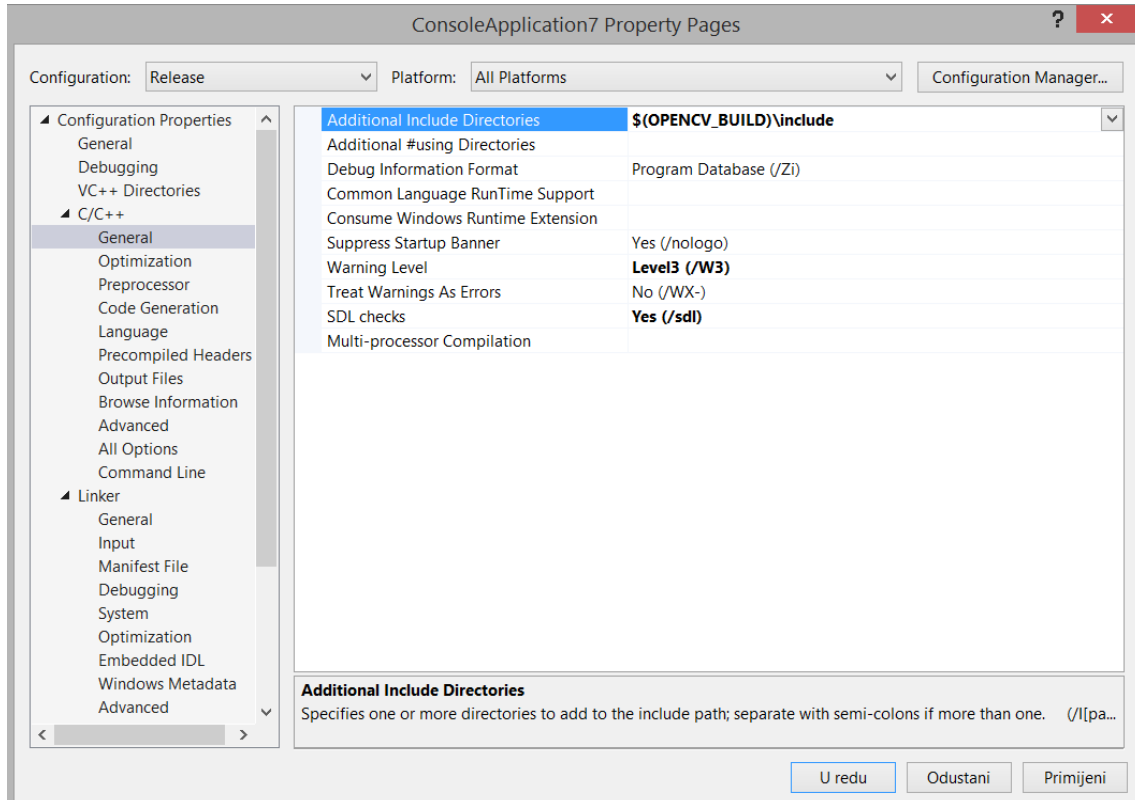 ConsoleApplication7 Property Pages
?
×
Configuration: Release Platform: All Platforms Configuration Manager...
Configuration Properties
General
Debugging
VC++ Directories
C/C++
General
Optimization
Preprocessor
Code Generation
Language
Precompiled Headers
Output Files
Browse Information
Advanced
All Options
Command Line
Linker
General
Input
Manifest File
Debugging
System
Optimization
Embedded IDL
Windows Metadata
Advanced
Additional Include Directories $(OPENCV_BUILD)\include
Additional #using Directories
Debug Information Format Program Database (/Zi)
Common Language RunTime Support
Consume Windows Runtime Extension
Suppress Startup Banner Yes (/nologo)
Warning Level Level3 (/W3)
Treat Warnings As Errors No (/WX-)
SDL checks Yes (/sdl)
Multi-processor Compilation
Additional Include Directories
Specifies one or more directories to add to the include path; separate with semi-colons if more than one. (/I[pa...
U redu Odustani Primijeni